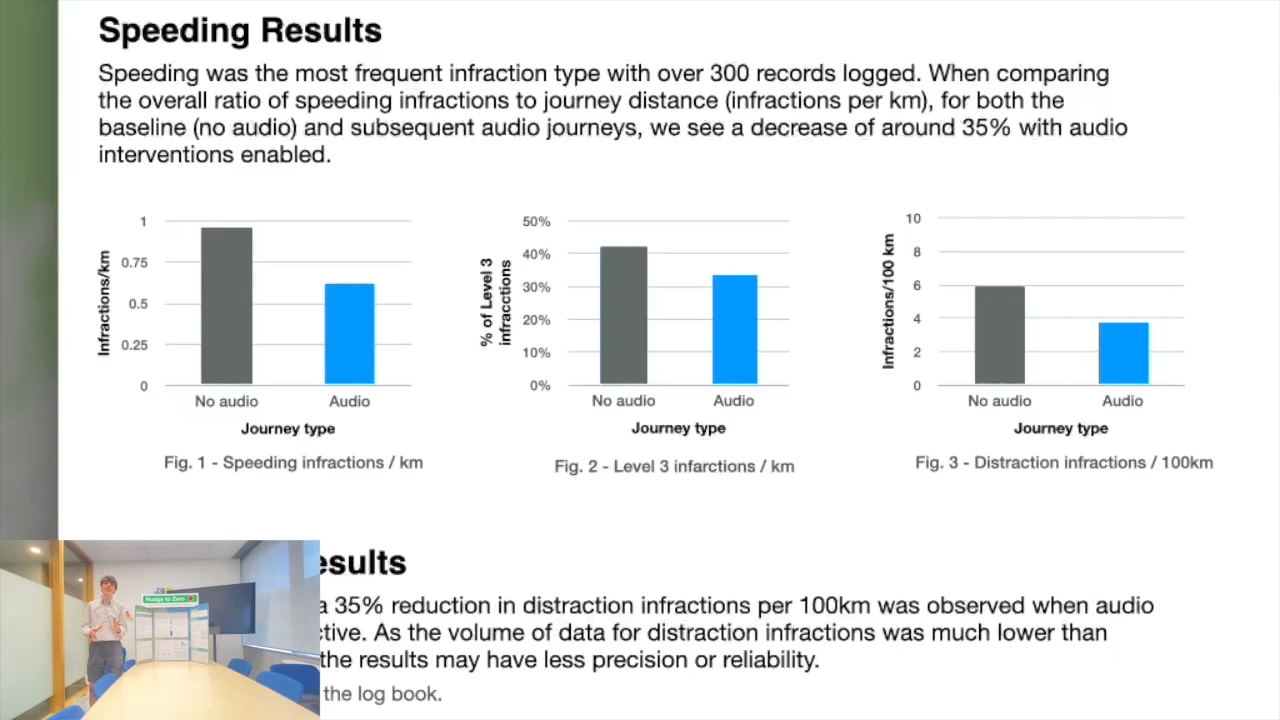 Speeding Results
Speeding was the most frequent infraction type with over 300 records logged. When comparing
the overall ratio of speeding infractions to journey distance (infractions per km), for both the
baseline (no audio) and subsequent audio journeys, we see a decrease of around 35% with audio
interventions enabled.
Infractions/km
1
0.75
0.5
0.25
0
No audio
Audio
Journey type
Fig. 1 - Speeding infractions / km
% of Level 3
infracctions
50%
40%
30%
20%
10%
0%
No audio
Audio
Journey type
Fig. 2 - Level 3 infarctions / km
Infractions/100 km
10
8
6
4
2
0
No audio
Audio
Journey type
Fig. 3 - Distraction infractions / 100km
esults
a 35% reduction in distraction infractions per 100km was observed when audio
ctive. As the volume of data for distraction infractions was much lower than
the results may have less precision or reliability.
the log book.
Nudge to Zero